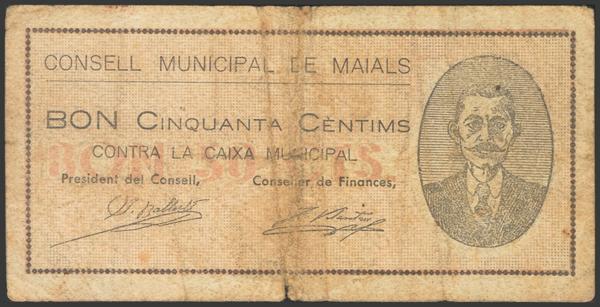 CONSELL MUNICIPAL DE MAIALS
BON CINQUANTA CÈNTIMS
CONTRA LA CAIXA MUNICIPAL
President del Consell, Conseller de Finances,